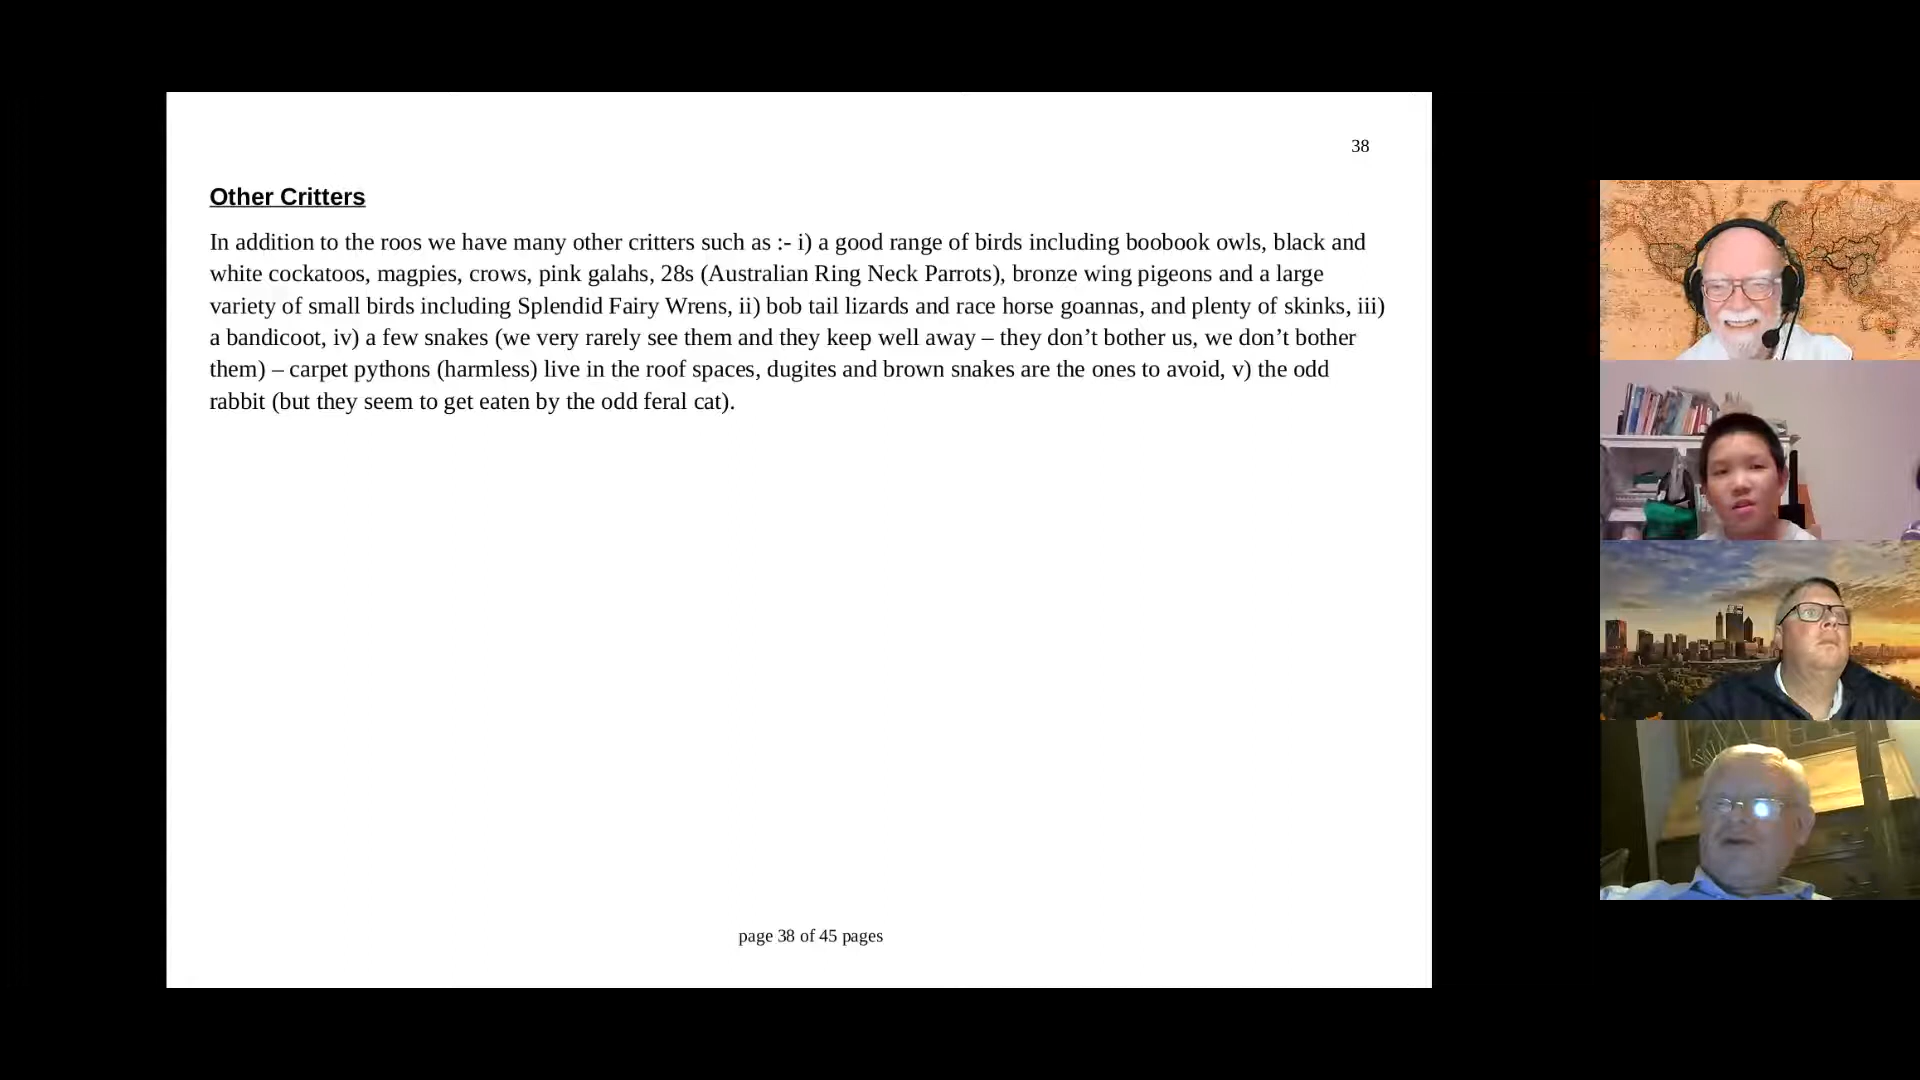 38
Other Critters
In addition to the roos we have many other critters such as :- i) a good range of birds including boobook owls, black and
white cockatoos, magpies, crows, pink galahs, 28s (Australian Ring Neck Parrots), bronze wing pigeons and a large
variety of small birds including Splendid Fairy Wrens, ii) bob tail lizards and race horse goannas, and plenty of skinks, iii)
a bandicoot, iv) a few snakes (we very rarely see them and they keep well away – they don’t bother us, we don’t bother
them) – carpet pythons (harmless) live in the roof spaces, dugites and brown snakes are the ones to avoid, v) the odd
rabbit (but they seem to get eaten by the odd feral cat).
page 38 of 45 pages